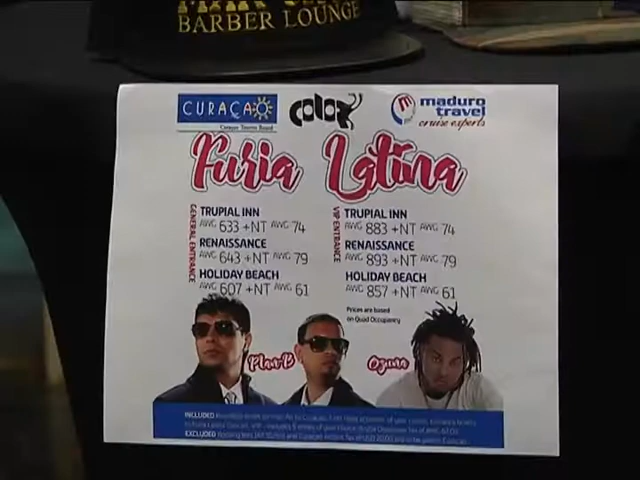 BARBER LOUNGE
CURAÇAO
Curaçao Tourist Board
COLOR
m maduro travel
cruise experts
Furia Latina
GENERAL ENTRANCE
TRUPIAL INN
AWG 633 +NT AWG 74
RENAISSANCE
AWG 643 +NT AWG 79
HOLIDAY BEACH
AWG 607 +NT AWG 61
VIP ENTRANCE
TRUPIAL INN
AWG 883 +NT AWG 74
RENAISSANCE
AWG 893 +NT AWG 79
HOLIDAY BEACH
AWG 857 +NT AWG 61
Prices are based
on Quad Occupancy
Plan-B
Ozuna
INCLUDED
EXCLUDED